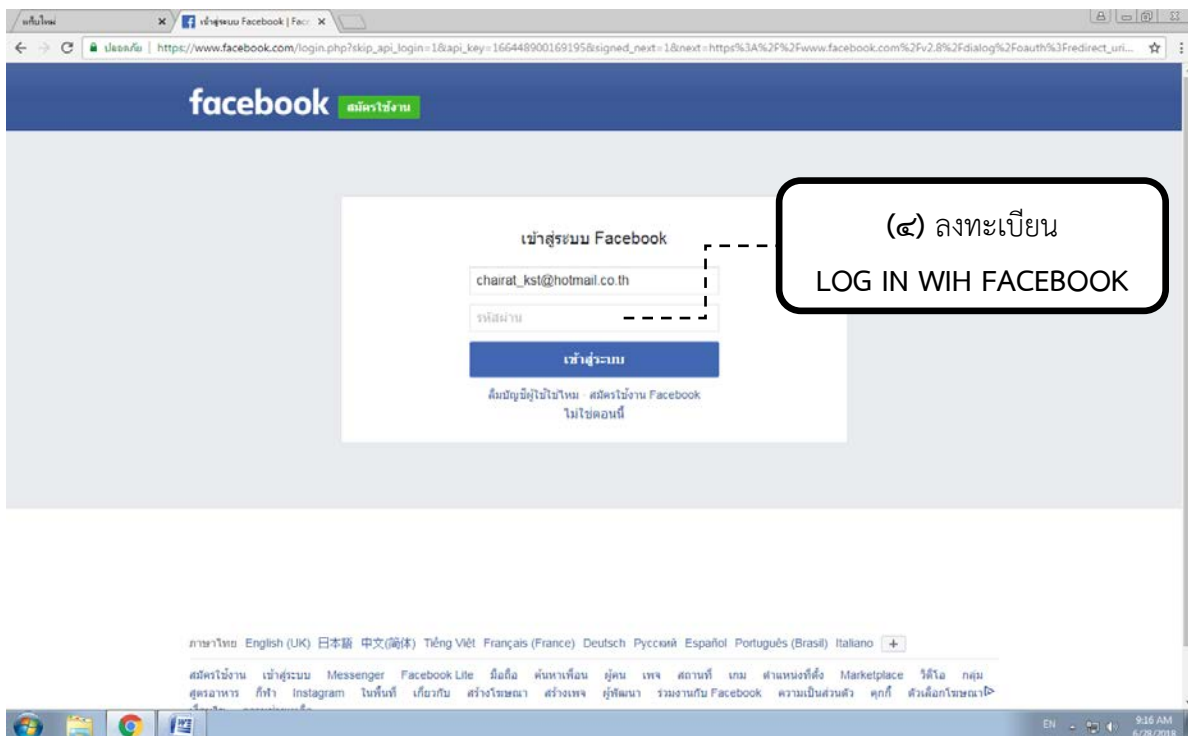 แท็บใหม่
เข้าสู่ระบบ Facebook | Fac
ปลอดภัย | https://www.facebook.com/login.php?skip_api_login=1&api_key=166448900169195&signed_next=1&next=https%3A%2F%2Fwww.facebook.com%2Fv2.8%2Fdialog%2Foauth%3Fredirect_uri...
facebook สมัครใช้งาน
(๔) ลงทะเบียน
LOG IN WIH FACEBOOK
เข้าสู่ระบบ Facebook
chairat_kst@hotmail.co.th
รหัสผ่าน
เข้าสู่ระบบ
ลืมบัญชีผู้ใช้ใช่ไหม · สมัครใช้งาน Facebook
ไม่ใช่ตอนนี้
ภาษาไทย English (UK) 日本語 中文(简体) Tiếng Việt Français (France) Deutsch Русский Español Português (Brasil) Italiano +
สมัครใช้งาน เข้าสู่ระบบ Messenger Facebook Lite มือถือ ค้นหาเพื่อน ผู้คน เพจ สถานที่ เกม ตำแหน่งที่ตั้ง Marketplace วิดีโอ กลุ่ม
สูตรอาหาร กีฬา Instagram ในพื้นที่ เกี่ยวกับ สร้างโฆษณา สร้างเพจ ผู้พัฒนา ร่วมงานกับ Facebook ความเป็นส่วนตัว คุกกี้ ตัวเลือกโฆษณา
EN 9:16 AM
6/28/2018